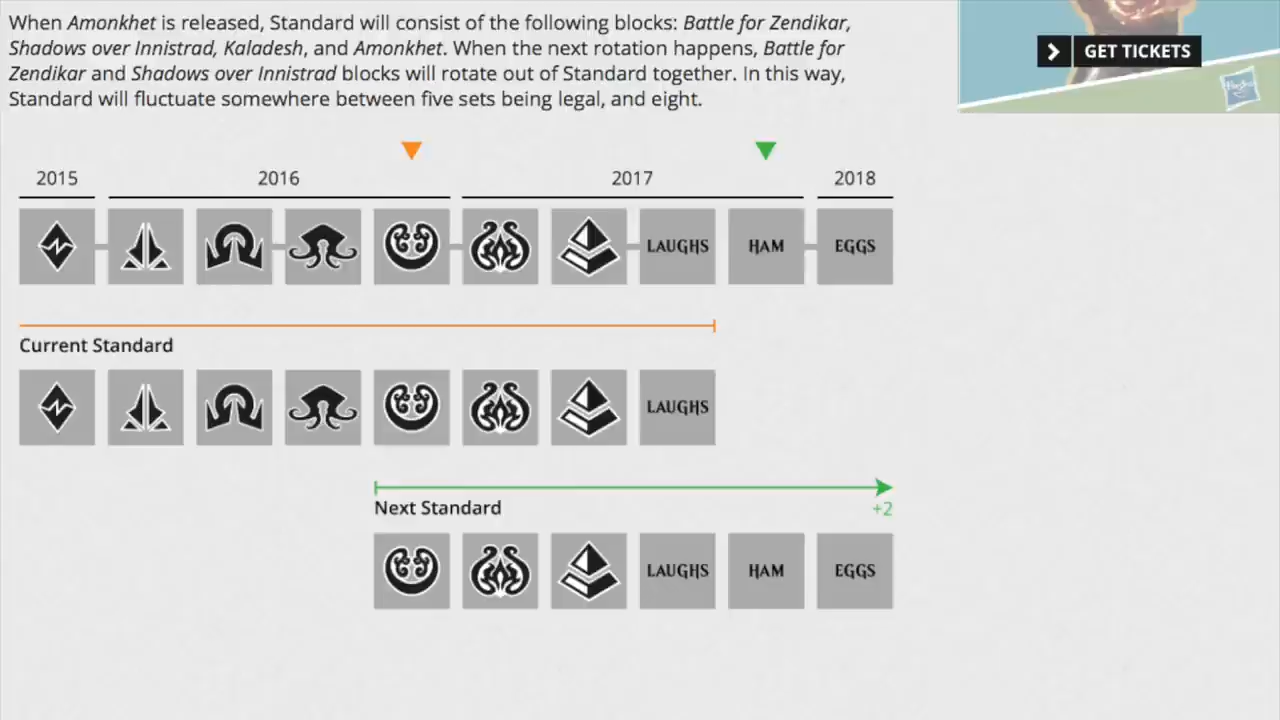 When Amonkhet is released, Standard will consist of the following blocks: Battle for Zendikar,
Shadows over Innistrad, Kaladesh, and Amonkhet. When the next rotation happens, Battle for
Zendikar and Shadows over Innistrad blocks will rotate out of Standard together. In this way,
Standard will fluctuate somewhere between five sets being legal, and eight.
GET TICKETS
2015 2016 2017 2018
LAUGHS HAM EGGS
Current Standard
LAUGHS
Next Standard
+2
LAUGHS HAM EGGS